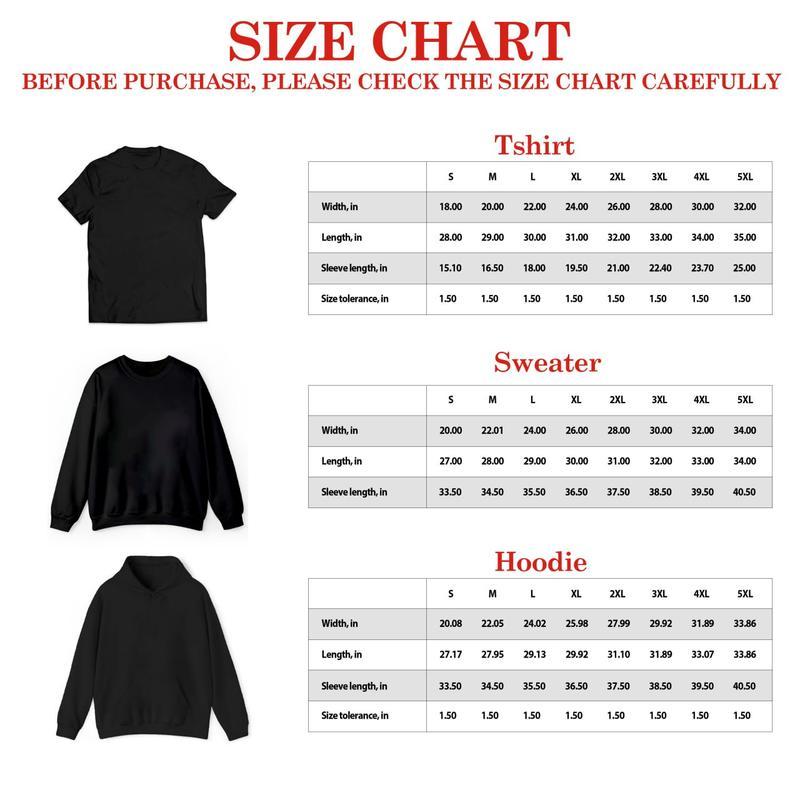 SIZE CHART
BEFORE PURCHASE, PLEASE CHECK THE SIZE CHART CAREFULLY
Tshirt
S M L XL 2XL 3XL 4XL 5XL
Width, in 18.00 20.00 22.00 24.00 26.00 28.00 30.00 32.00
Length, in 28.00 29.00 30.00 31.00 32.00 33.00 34.00 35.00
Sleeve length, in 15.10 16.50 18.00 19.50 21.00 22.40 23.70 25.00
Size tolerance, in 1.50 1.50 1.50 1.50 1.50 1.50 1.50 1.50
Sweater
S M L XL 2XL 3XL 4XL 5XL
Width, in 20.00 22.01 24.00 26.00 28.00 30.00 32.00 34.00
Length, in 27.00 28.00 29.00 30.00 31.00 32.00 33.00 34.00
Sleeve length, in 33.50 34.50 35.50 36.50 37.50 38.50 39.50 40.50
Hoodie
S M L XL 2XL 3XL 4XL 5XL
Width, in 20.08 22.05 24.02 25.98 27.99 29.92 31.89 33.86
Length, in 27.17 27.95 29.13 29.92 31.10 31.89 33.07 33.86
Sleeve length, in 33.50 34.50 35.50 36.50 37.50 38.50 39.50 40.50
Size tolerance, in 1.50 1.50 1.50 1.50 1.50 1.50 1.50 1.50